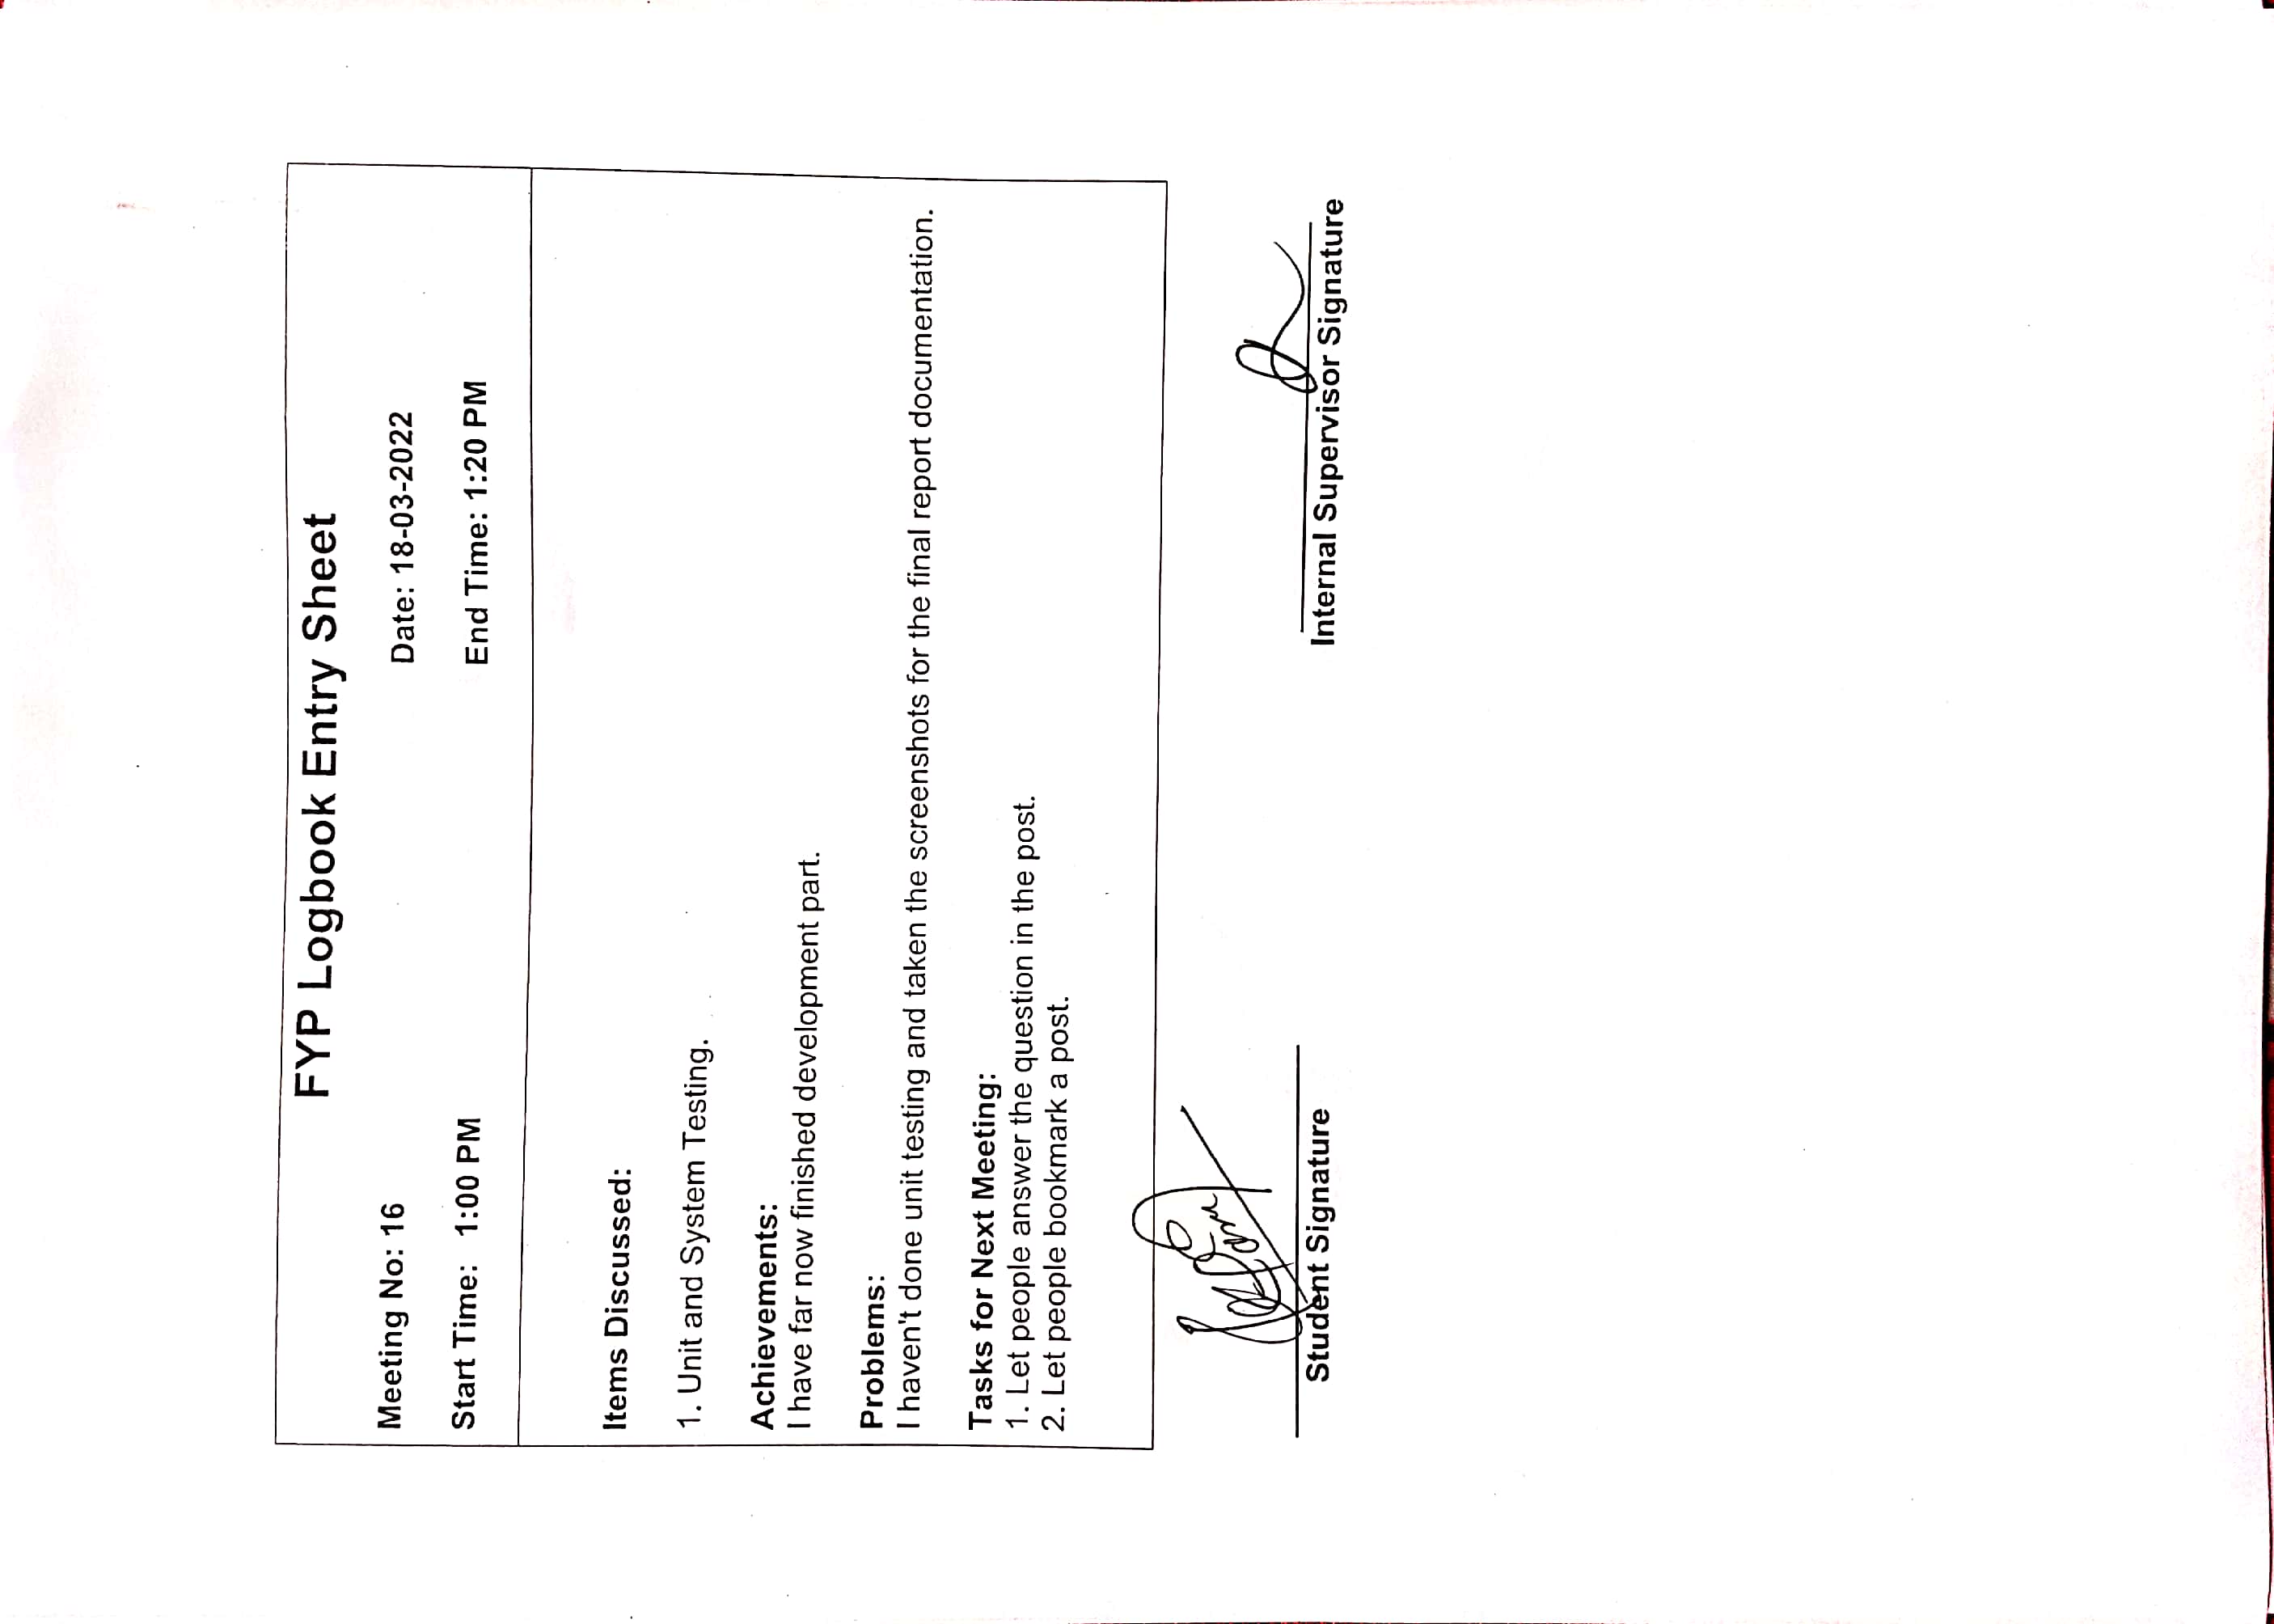 FYP Logbook Entry Sheet
Meeting No: 16 Date: 18-03-2022
Start Time: 1:00 PM End Time: 1:20 PM
Items Discussed:
1. Unit and System Testing.
Achievements:
I have far now finished development part.
Problems:
I haven't done unit testing and taken the screenshots for the final report documentation.
Tasks for Next Meeting:
1. Let people answer the question in the post.
2. Let people bookmark a post.
Student Signature Internal Supervisor Signature